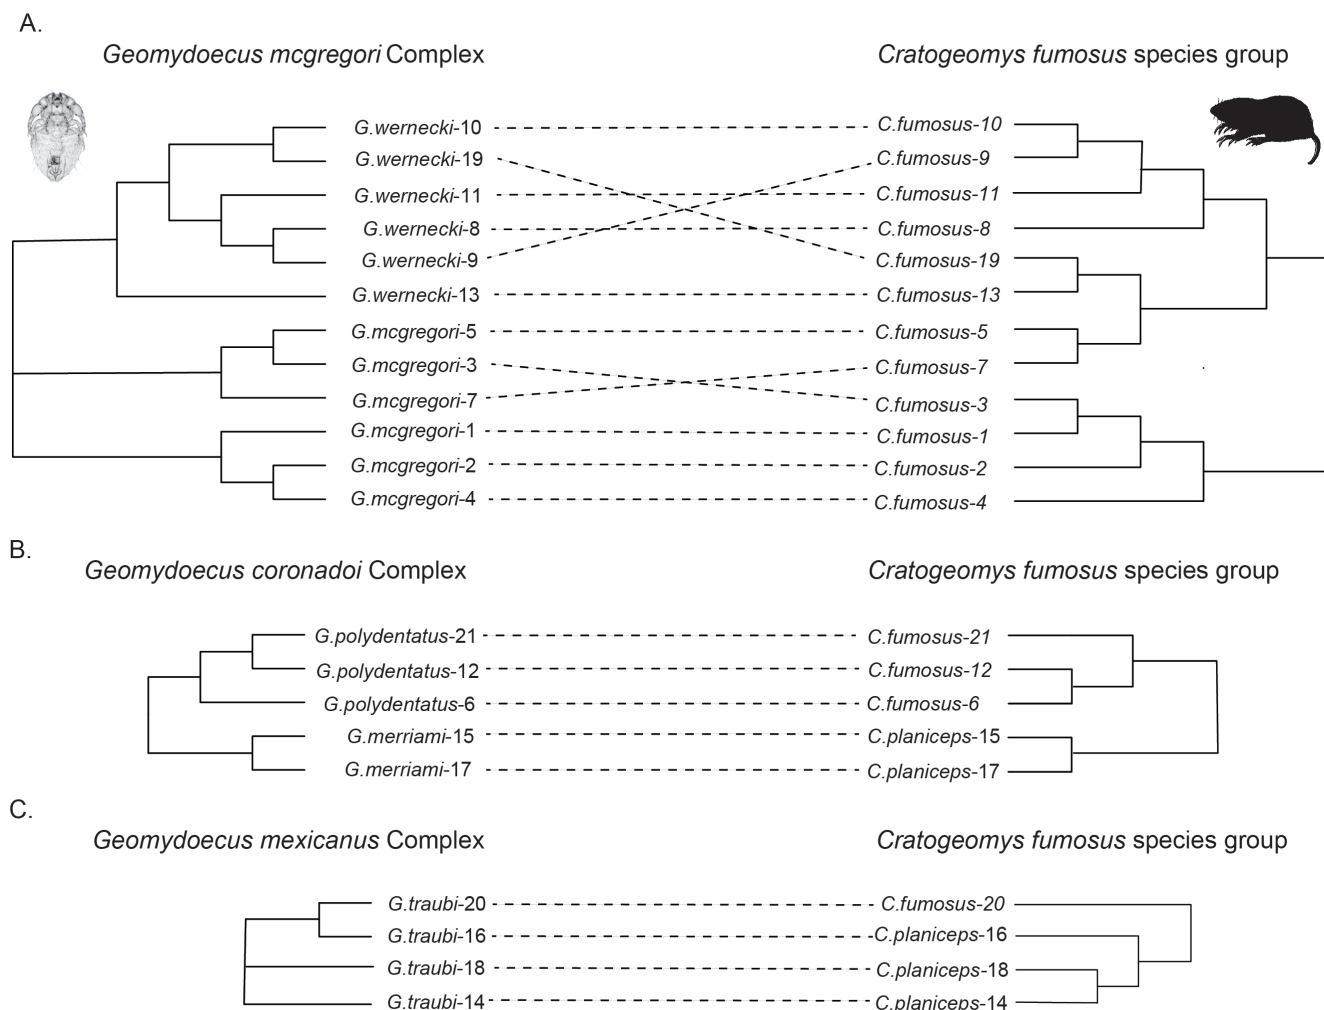 A.
Geomydoecus mcgregori Complex
Cratogeomys fumosus species group
G.wernecki-10
C.fumosus-10
G.wernecki-19
C.fumosus-9
G.wernecki-11
C.fumosus-11
G.wernecki-8
C.fumosus-8
G.wernecki-9
C.fumosus-19
G.wernecki-13
C.fumosus-13
G.mcgregori-5
C.fumosus-5
G.mcgregori-3
C.fumosus-7
G.mcgregori-7
C.fumosus-3
G.mcgregori-1
C.fumosus-1
G.mcgregori-2
C.fumosus-2
G.mcgregori-4
C.fumosus-4
B.
Geomydoecus coronadoi Complex
Cratogeomys fumosus species group
G.polydentatus-21
C.fumosus-21
G.polydentatus-12
C.fumosus-12
G.polydentatus-6
C.fumosus-6
G.merriami-15
C.planiceps-15
G.merriami-17
C.planiceps-17
C.
Geomydoecus mexicanus Complex
Cratogeomys fumosus species group
G.traubi-20
C.fumosus-20
G.traubi-16
C.planiceps-16
G.traubi-18
C.planiceps-18
G.traubi-14
C.planiceps-14